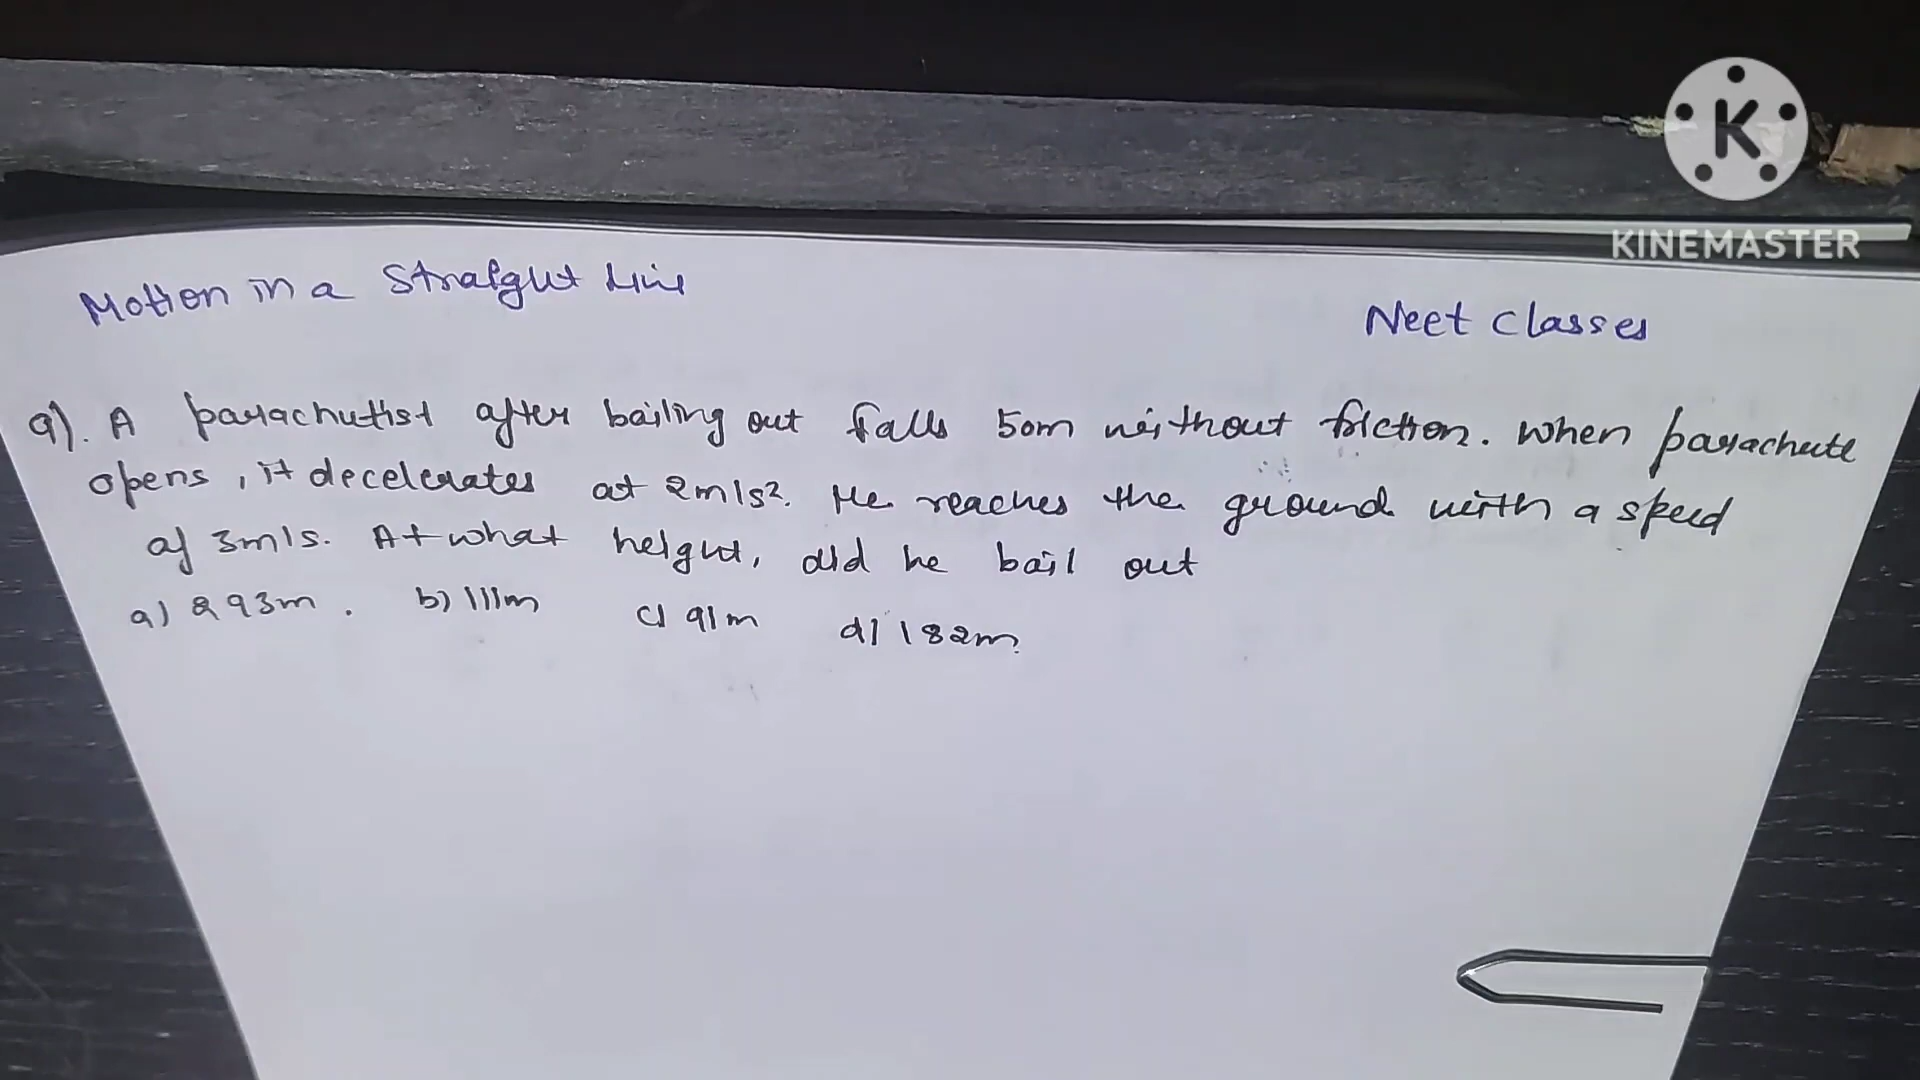 K
KINEMASTER
Motion in a Straight Line
Neet Classes
Q). A parachutist after bailing out falls 50m without friction. When parachute
opens, it decelerates at 2m/s². He reaches the ground with a speed
of 3m/s. At what height, did he bail out
a) 293m. b) 111m c) 91m d) 182m.